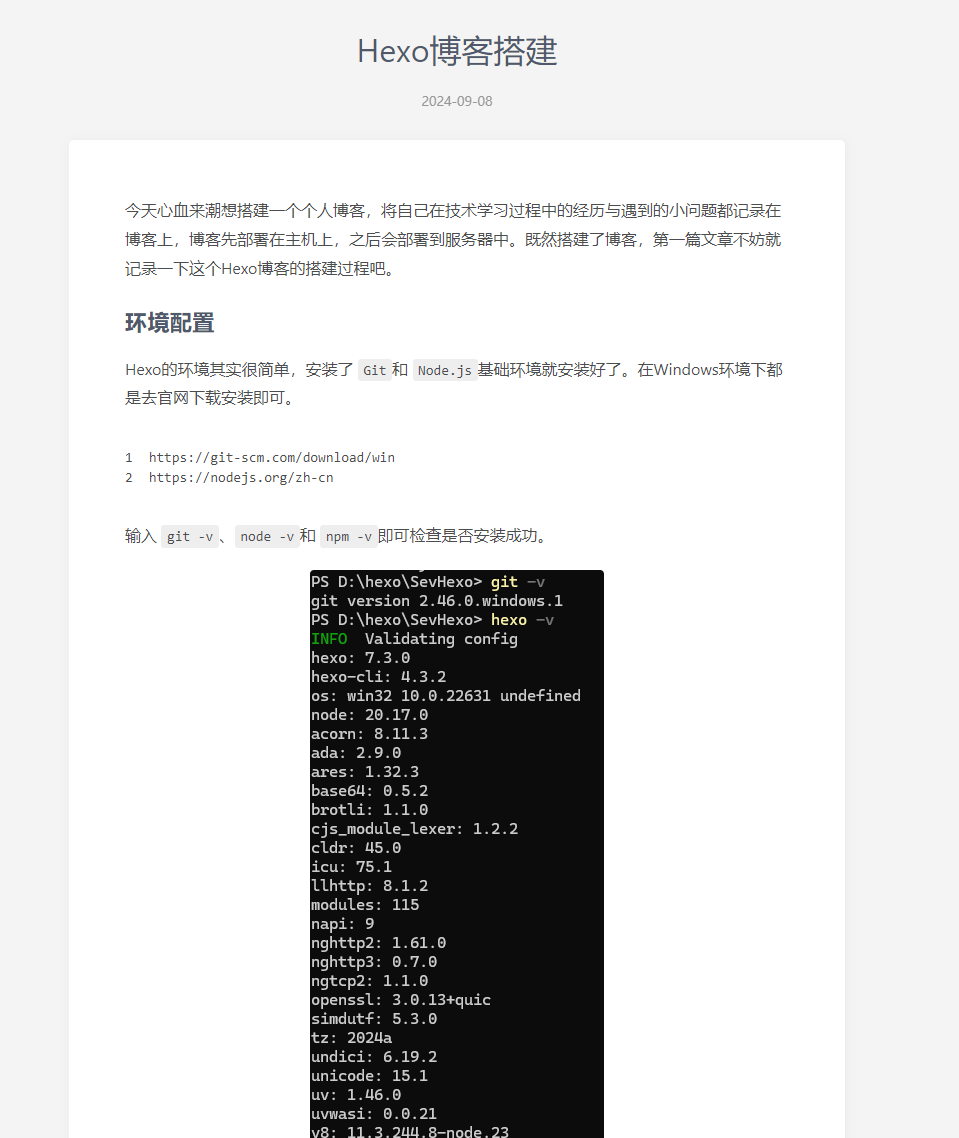 Hexo博客搭建
2024-09-08
今天心血来潮想搭建一个个人博客，将自己在技术学习过程中的经历与遇到的小问题都记录在
博客上，博客先部署在主机上，之后会部署到服务器中。既然搭建了博客，第一篇文章不妨就
记录一下这个Hexo博客的搭建过程吧。
环境配置
Hexo的环境其实很简单，安装了 Git 和 Node.js 基础环境就安装好了。在Windows环境下都
是去官网下载安装即可。
1 https://git-scm.com/download/win
2 https://nodejs.org/zh-cn
输入 git -v 、 node -v 和 npm -v 即可检查是否安装成功。
PS D:\hexo\SevHexo> git -v
git version 2.46.0.windows.1
PS D:\hexo\SevHexo> hexo -v
INFO  Validating config
hexo: 7.3.0
hexo-cli: 4.3.2
os: win32 10.0.22631 undefined
node: 20.17.0
acorn: 8.11.3
ada: 2.9.0
ares: 1.32.3
base64: 0.5.2
brotli: 1.1.0
cjs_module_lexer: 1.2.2
cldr: 45.0
icu: 75.1
llhttp: 8.1.2
modules: 115
napi: 9
nghttp2: 1.61.0
nghttp3: 0.7.0
ngtcp2: 1.1.0
openssl: 3.0.13+quic
simdutf: 5.3.0
tz: 2024a
undici: 6.19.2
unicode: 15.1
uv: 1.46.0
uvwasi: 0.0.21
v8: 11.3.244.8-node.23